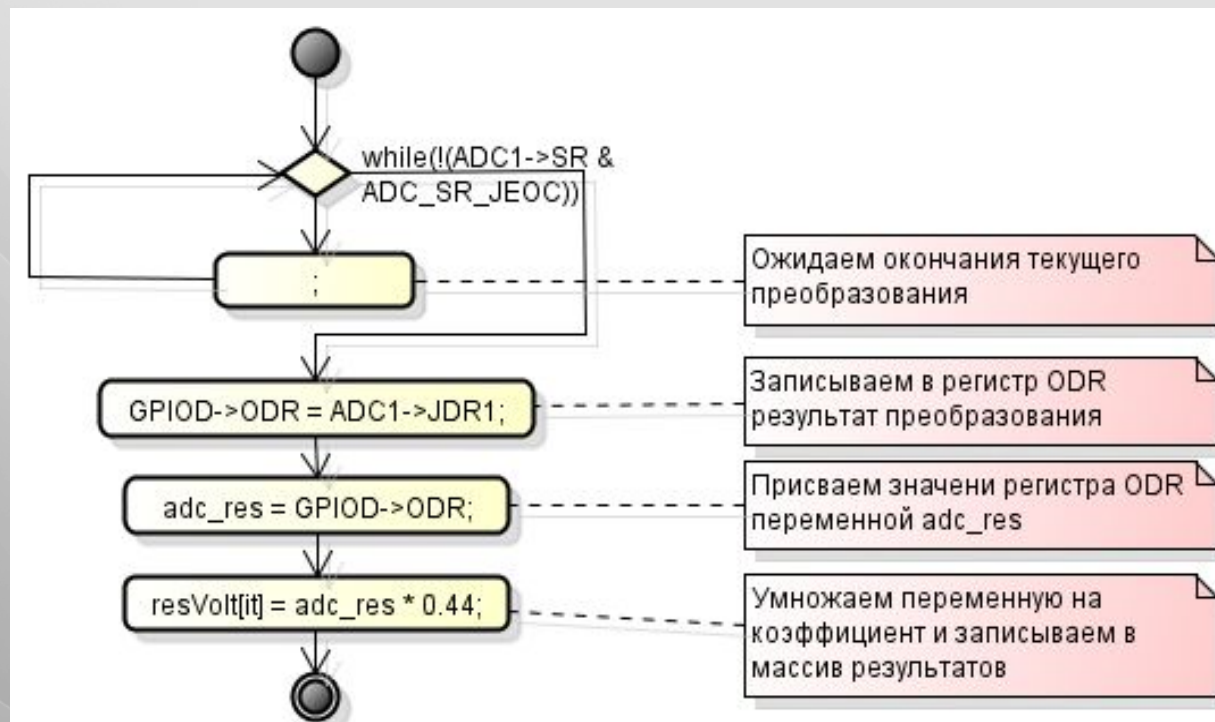 while(!(ADC1->SR &
ADC_SR_JEOC))
;
Ожидаем окончания текущего
преобразования
GPIOD->ODR = ADC1->JDR1;
Записываем в регистр ODR
результат преобразования
adc_res = GPIOD->ODR;
Присваем значени регистра ODR
переменной adc_res
resVolt[it] = adc_res * 0.44;
Умножаем переменную на
коэффициент и записываем в
массив результатов